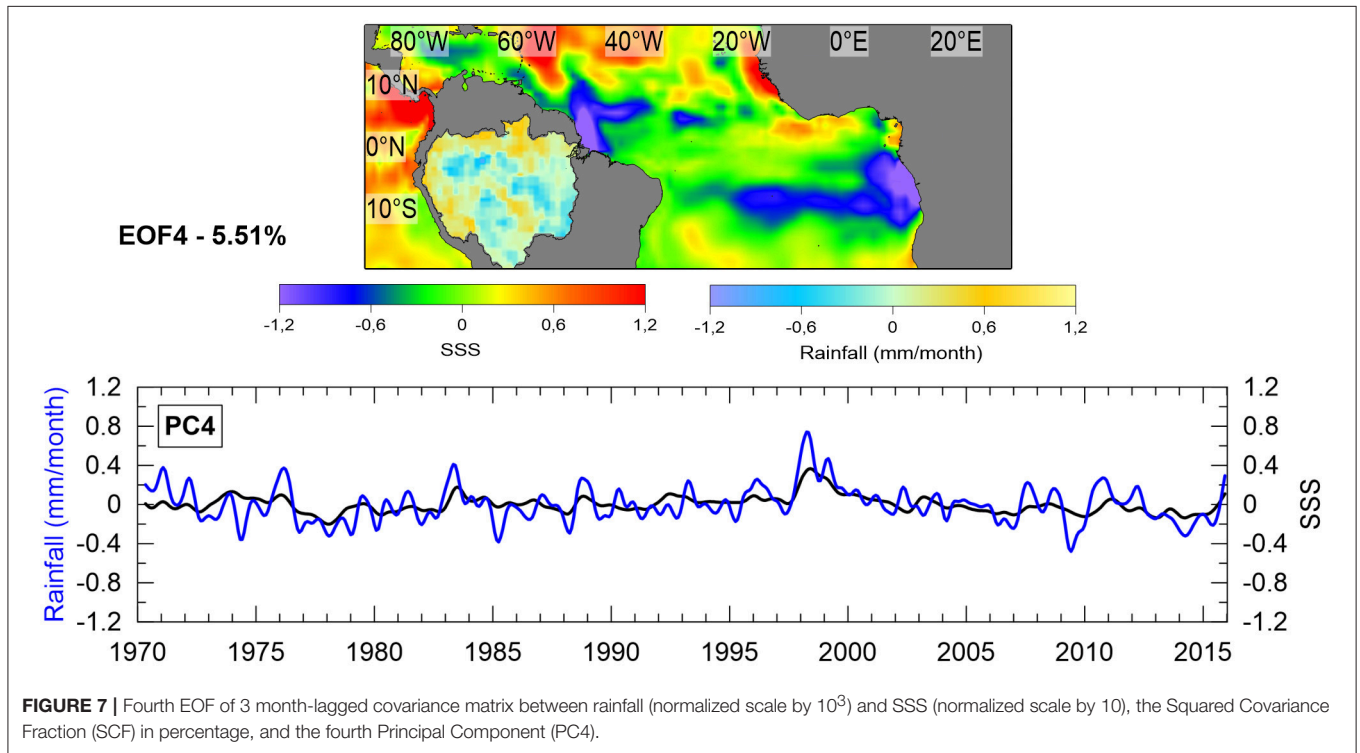 80°W 60°W 40°W 20°W 0°E 20°E
10°N
0°N
10°S
EOF4 - 5.51%
-1,2 -0,6 0 0,6 1,2
SSS
-1,2 -0,6 0 0,6 1,2
Rainfall (mm/month)
PC4
Rainfall (mm/month)
1.2
0.8
0.4
0
-0.4
-0.8
-1.2
1.2
0.8
0.4
0
-0.4
-0.8
-1.2
SSS
1970 1975 1980 1985 1990 1995 2000 2005 2010 2015
FIGURE 7 | Fourth EOF of 3 month-lagged covariance matrix between rainfall (normalized scale by 10³) and SSS (normalized scale by 10), the Squared Covariance
Fraction (SCF) in percentage, and the fourth Principal Component (PC4).